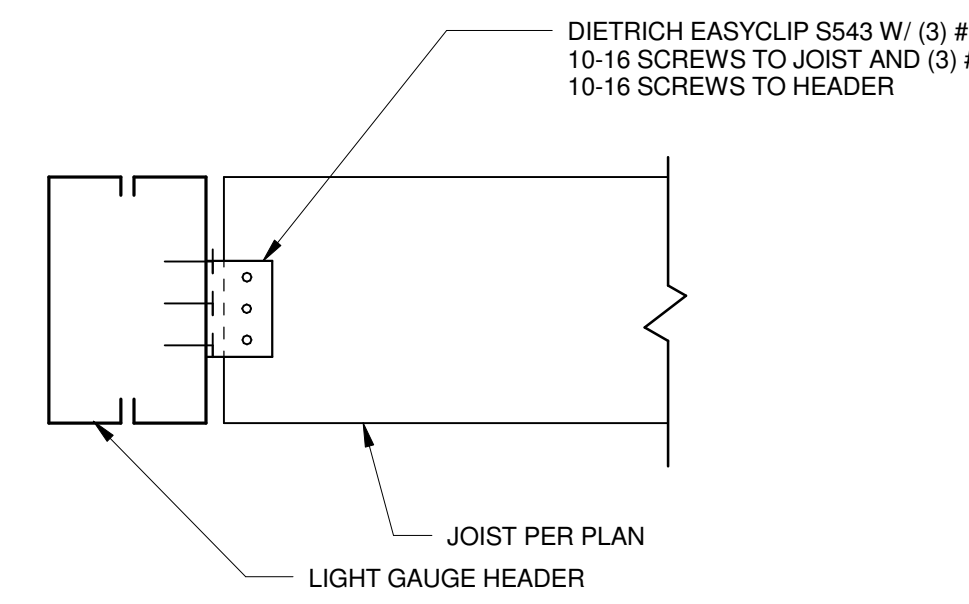 DIETRICH EASYCLIP S543 W/ (3) #
10-16 SCREWS TO JOIST AND (3) #
10-16 SCREWS TO HEADER
JOIST PER PLAN
LIGHT GAUGE HEADER